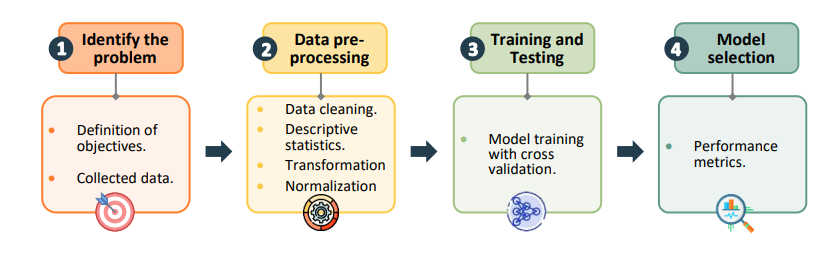 1 Identify the
problem
• Definition of
objectives.
• Collected data.
2 Data pre-
processing
• Data cleaning.
• Descriptive
statistics.
• Transformation
• Normalization
3 Training and
Testing
• Model training
with cross
validation.
4 Model
selection
• Performance
metrics.